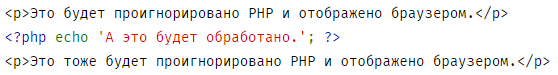 <p>Это будет проигнорировано PHP и отображено браузером.</p>
<?php echo 'А это будет обработано.'; ?>
<p>Это тоже будет проигнорировано PHP и отображено браузером.</p>